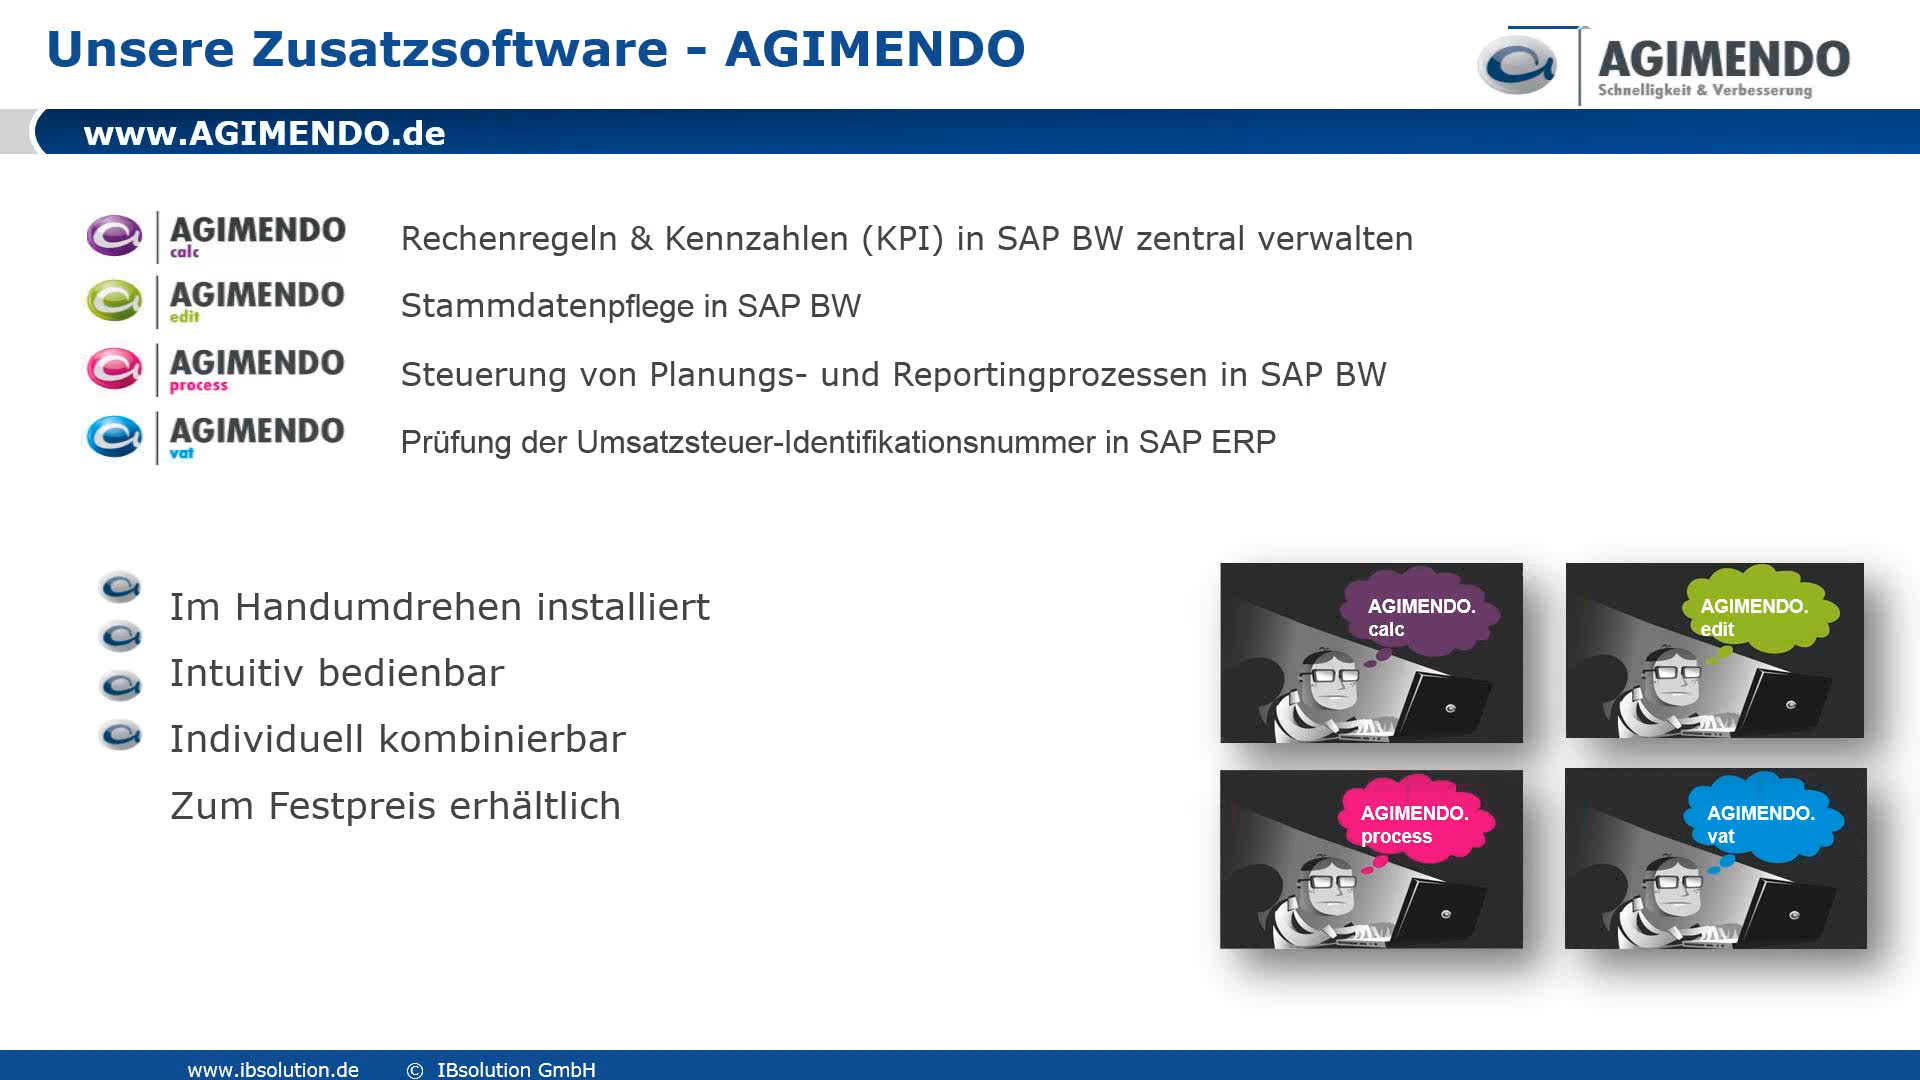 Unsere Zusatzsoftware - AGIMENDO
AGIMENDO
Schnelligkeit & Verbesserung
www.AGIMENDO.de
AGIMENDO
calc
Rechenregeln & Kennzahlen (KPI) in SAP BW zentral verwalten
AGIMENDO
edit
Stammdatenpflege in SAP BW
AGIMENDO
process
Steuerung von Planungs- und Reportingprozessen in SAP BW
AGIMENDO
vat
Prüfung der Umsatzsteuer-Identifikationsnummer in SAP ERP
Im Handumdrehen installiert
Intuitiv bedienbar
Individuell kombinierbar
Zum Festpreis erhältlich
AGIMENDO.
calc
AGIMENDO.
edit
AGIMENDO.
process
AGIMENDO.
vat
www.ibsolution.de © IBsolution GmbH